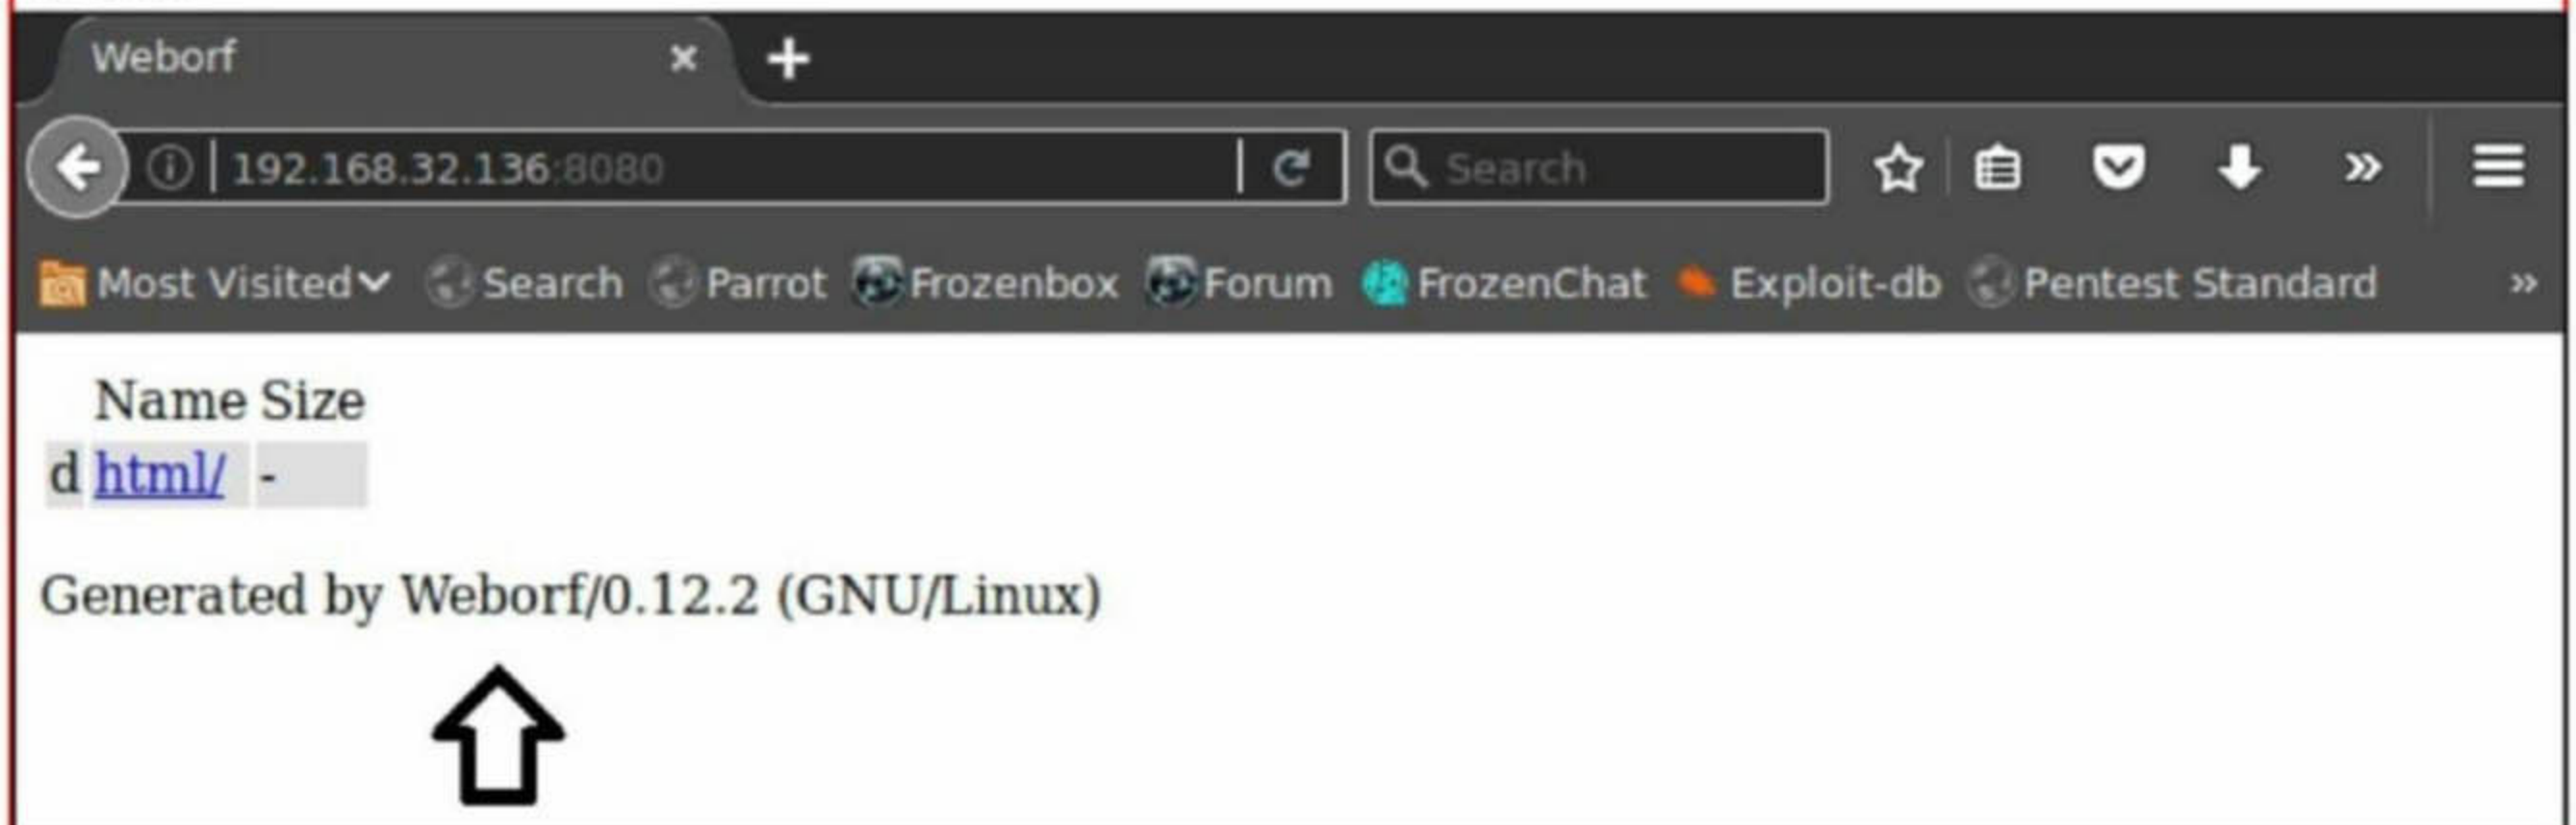 Weborf
192.168.32.136:8080
Search
Most Visited Search Parrot Frozenbox Forum FrozenChat Exploit-db Pentest Standard
Name Size
d html/ -
Generated by Weborf/0.12.2 (GNU/Linux)